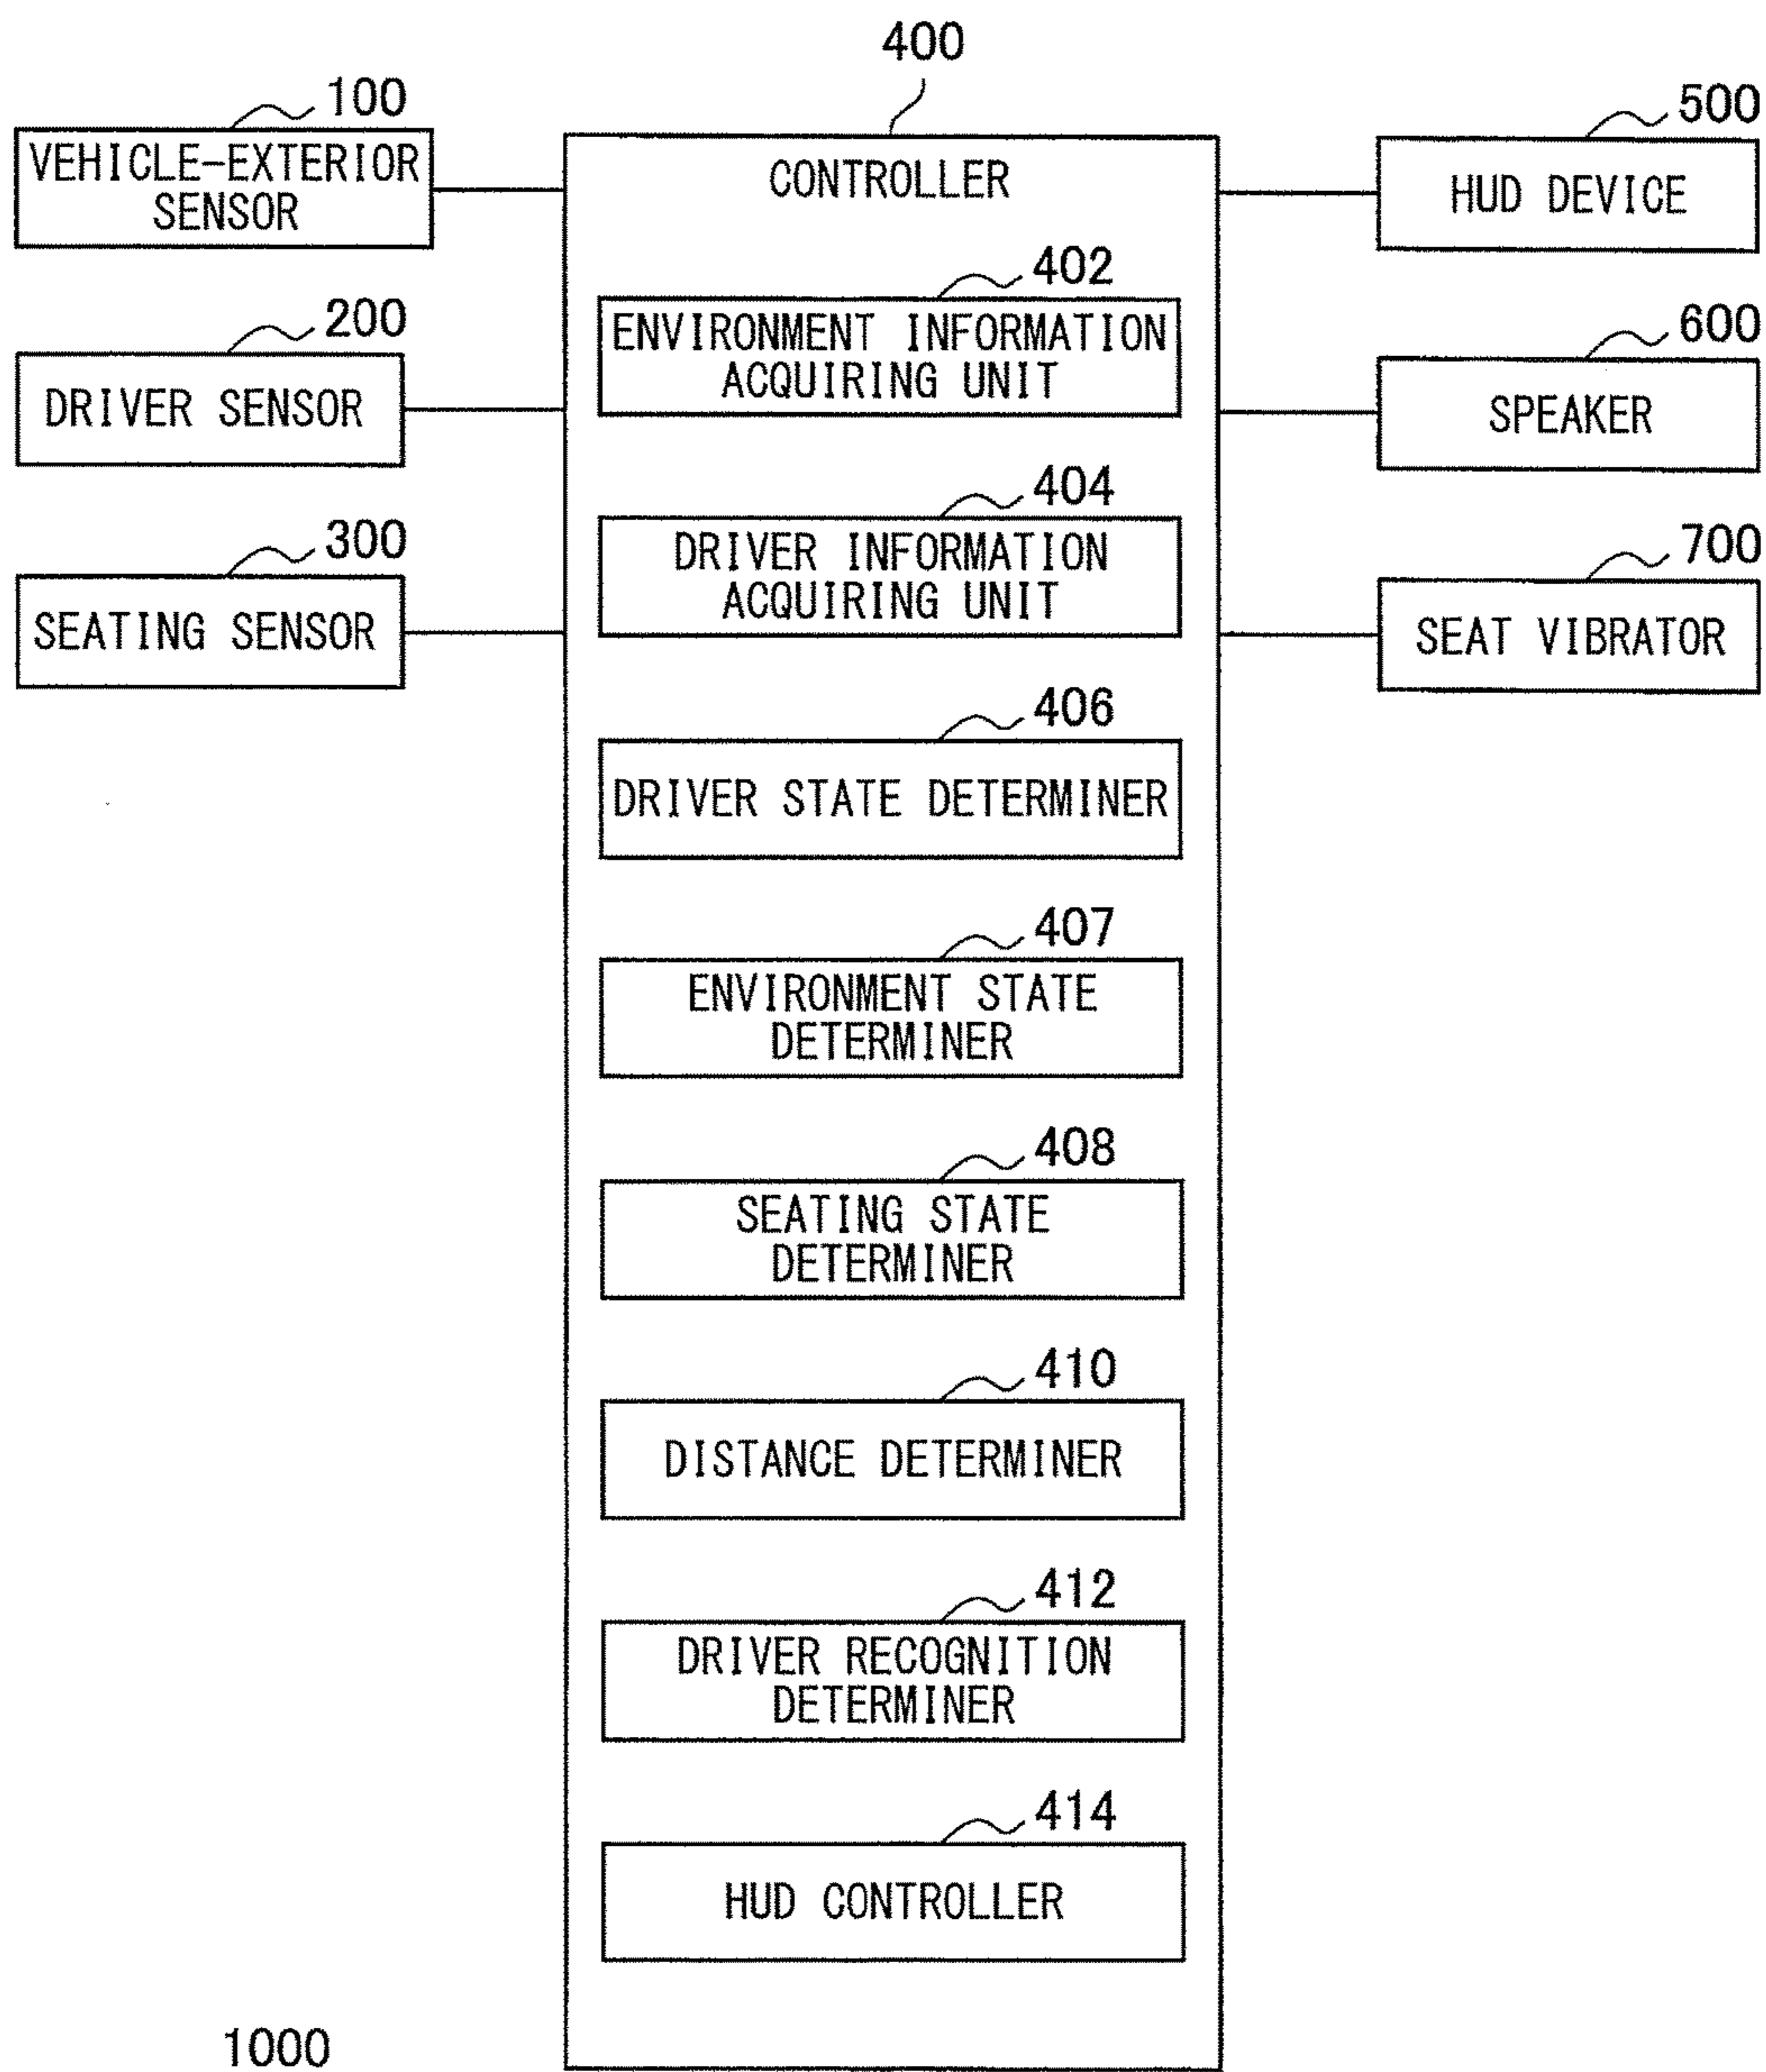 400
100
VEHICLE-EXTERIOR
SENSOR
200
DRIVER SENSOR
300
SEATING SENSOR
CONTROLLER
402
ENVIRONMENT INFORMATION
ACQUIRING UNIT
404
DRIVER INFORMATION
ACQUIRING UNIT
406
DRIVER STATE DETERMINER
407
ENVIRONMENT STATE
DETERMINER
408
SEATING STATE
DETERMINER
410
DISTANCE DETERMINER
412
DRIVER RECOGNITION
DETERMINER
414
HUD CONTROLLER
500
HUD DEVICE
600
SPEAKER
700
SEAT VIBRATOR
1000